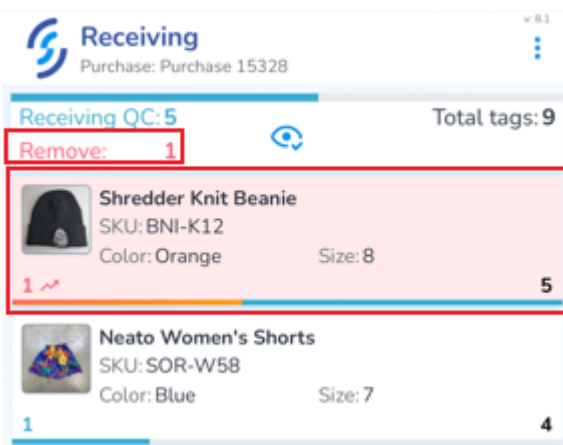 v: 8.1
Receiving
Purchase: Purchase 15328
Receiving QC: 5
Total tags: 9
Remove: 1
Shredder Knit Beanie
SKU: BNI-K12
Color: Orange Size: 8
1 5
Neato Women's Shorts
SKU: SOR-W58
Color: Blue Size: 7
1 4